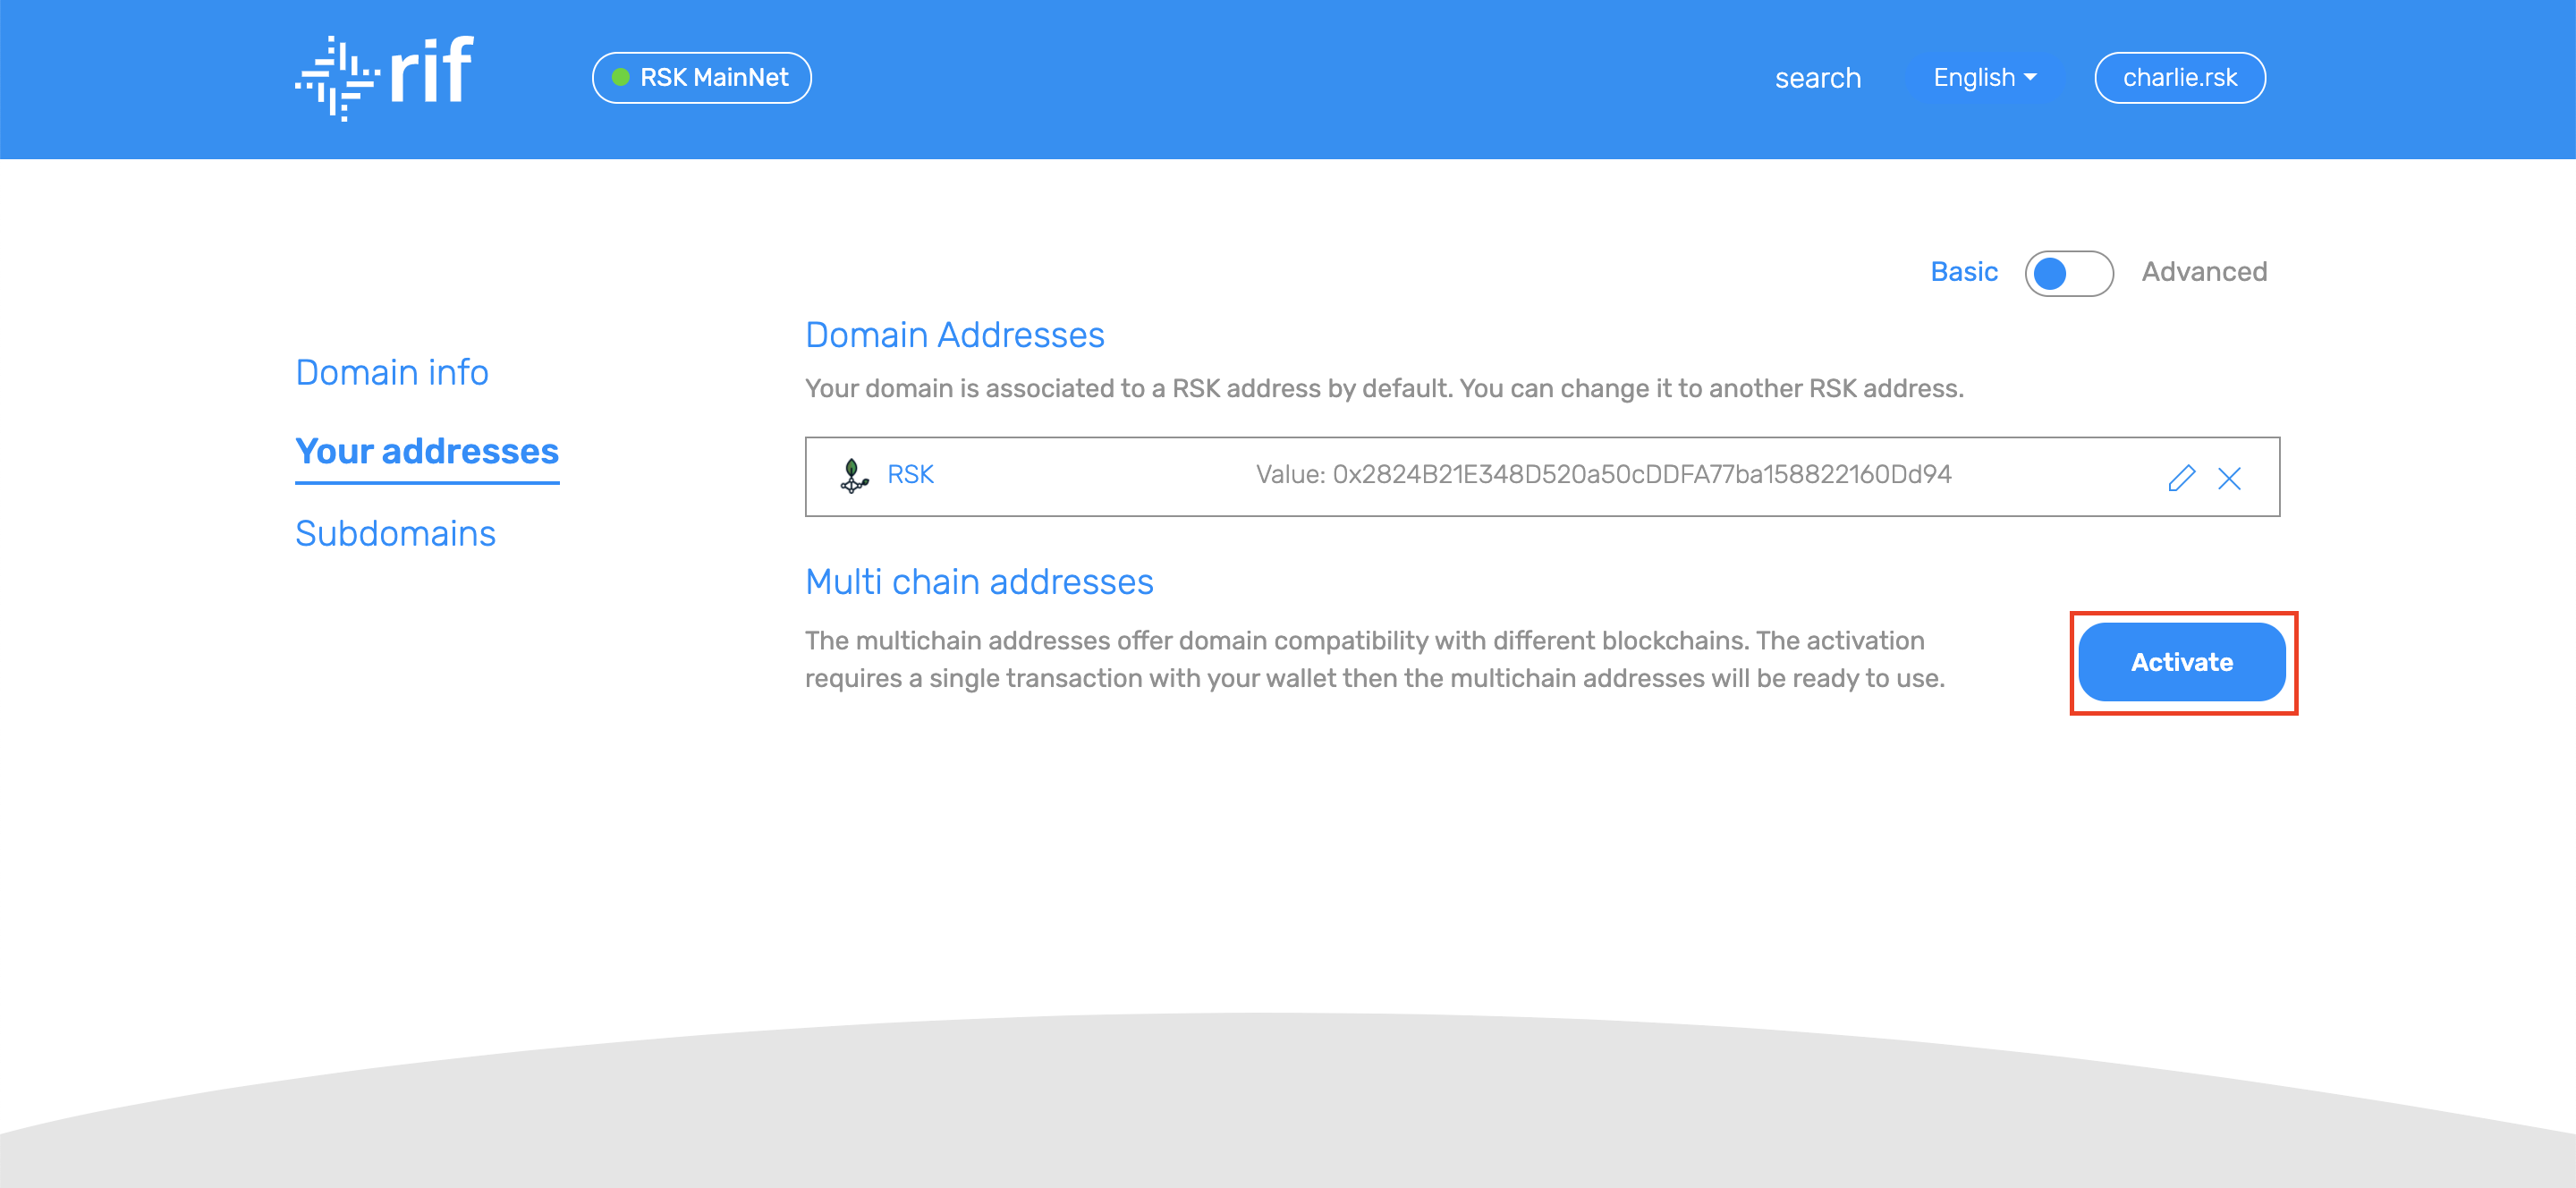 rif
RSK MainNet
search
English
charlie.rsk
Basic
Advanced
Domain info
Your addresses
Subdomains
Domain Addresses
Your domain is associated to a RSK address by default. You can change it to another RSK address.
RSK
Value: 0x2824B21E348D520a50cDDFA77ba158822160Dd94
Multi chain addresses
The multichain addresses offer domain compatibility with different blockchains. The activation
requires a single transaction with your wallet then the multichain addresses will be ready to use.
Activate